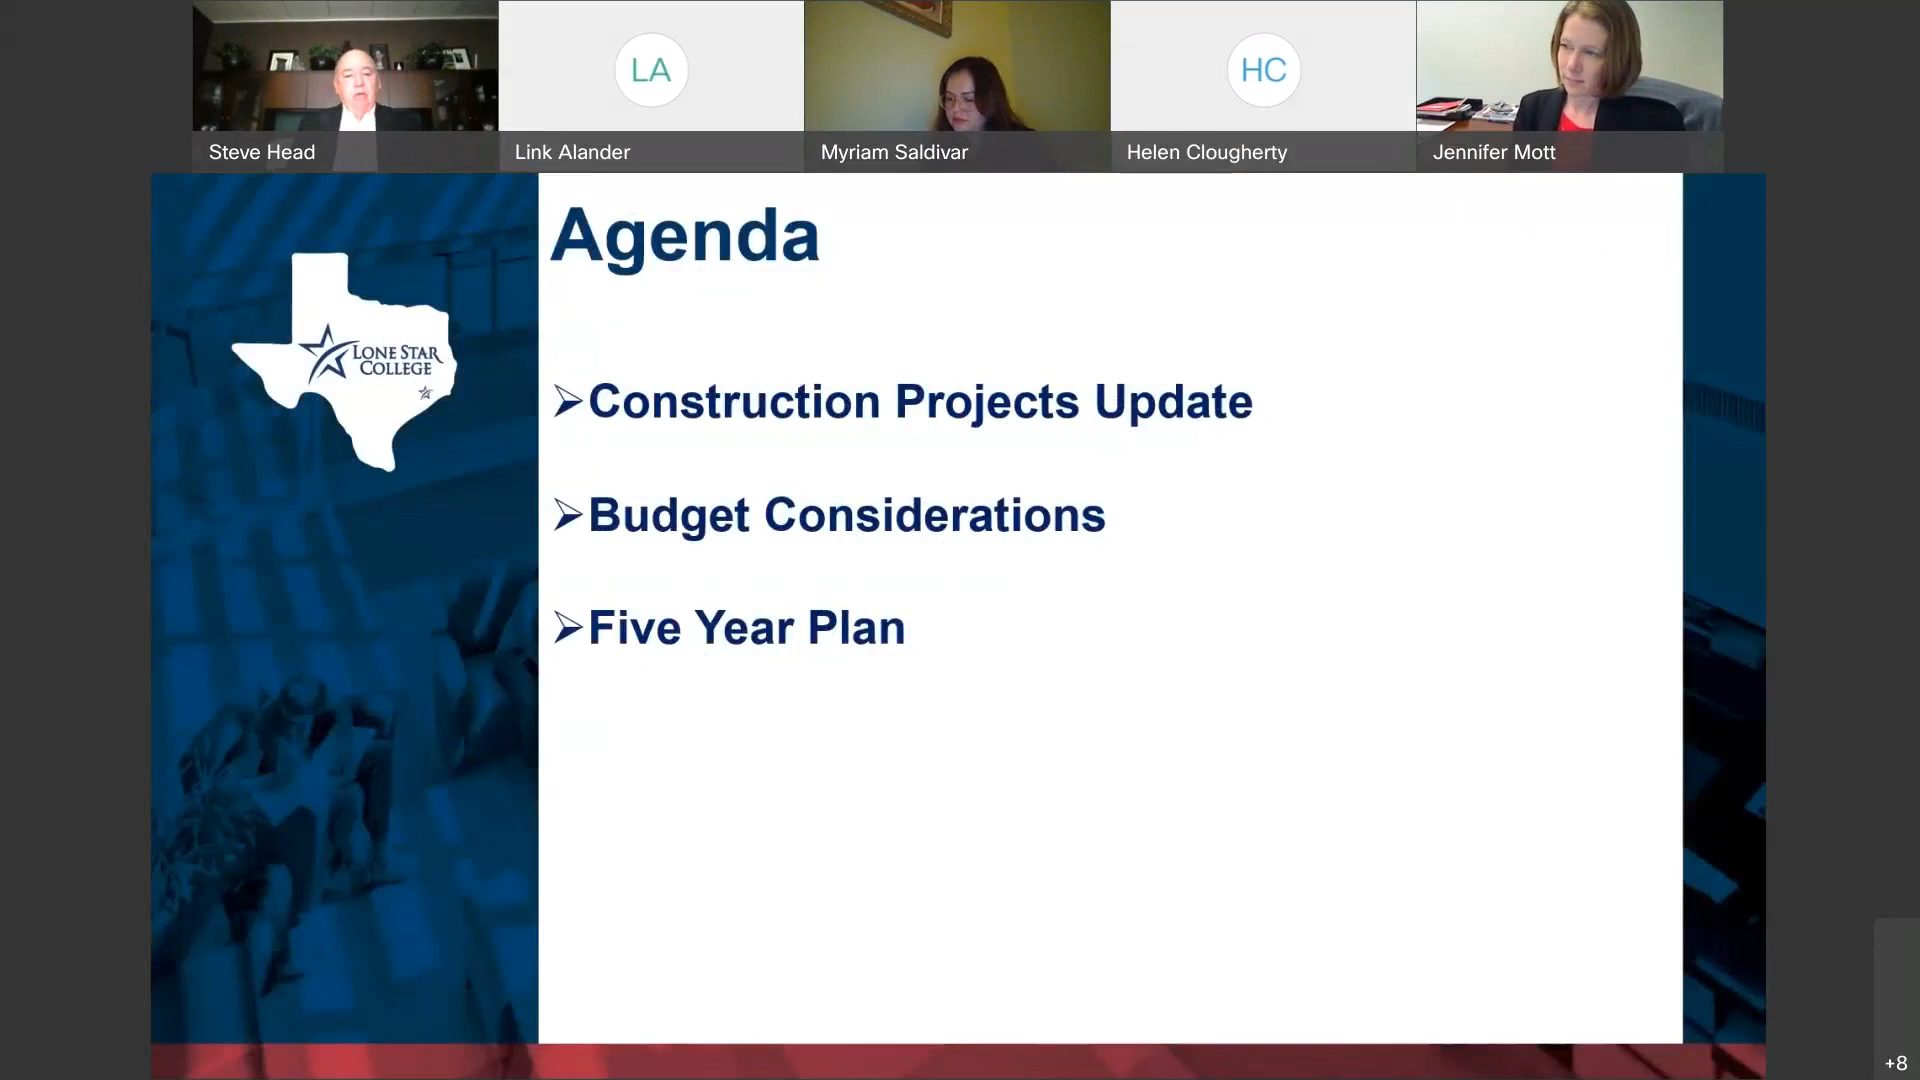 LA
HC
Steve Head
Link Alander
Myriam Saldivar
Helen Clougherty
Jennifer Mott
LONE STAR
COLLEGE
Agenda
➢Construction Projects Update
➢Budget Considerations
➢Five Year Plan
+8